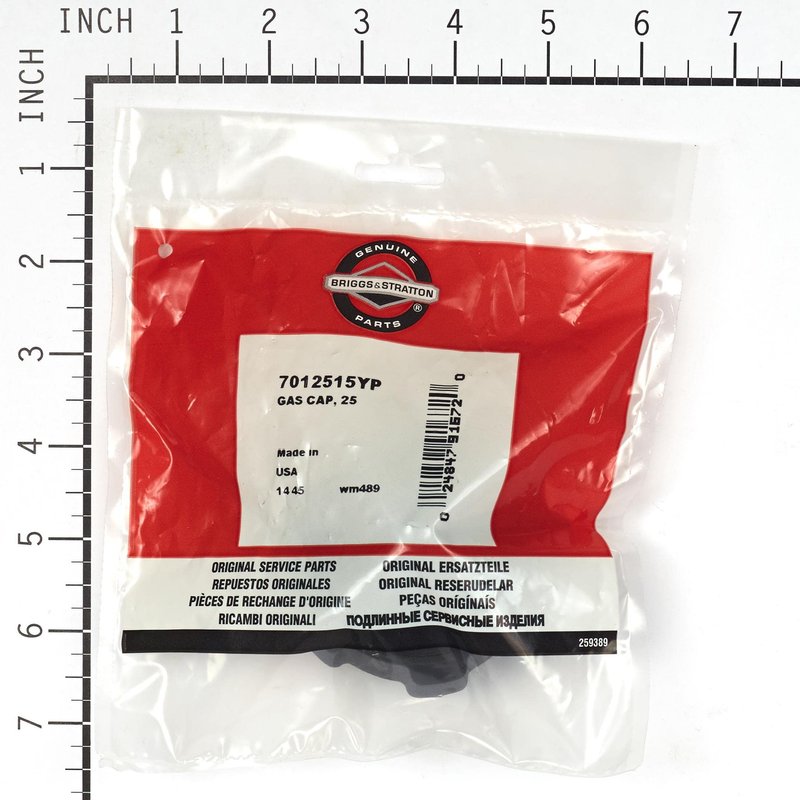 INCH 1 2 3 4 5 6 7
INCH 1 2 3 4 5 6 7
GENUINE
BRIGGS & STRATTON
®
PARTS
7012515YP
GAS CAP, 25
Made in
USA
1445 wm489
0 24847 91672 0
ORIGINAL SERVICE PARTS
REPUESTOS ORIGINALES
PIÈCES DE RECHANGE D'ORIGINE
RICAMBI ORIGINALI
ORIGINAL ERSATZTEILE
ORIGINAL RESERUDELAR
PEÇAS ORÍGÍNAÍS
ПОДЛИННЫЕ СЕРВИСНЫЕ ИЗДЕЛИЯ
259389